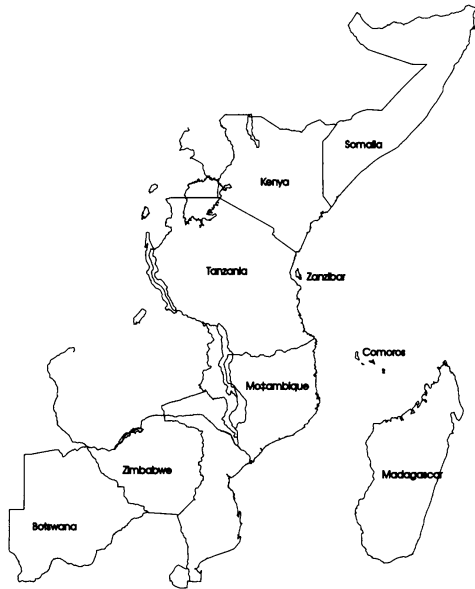 Somalia
Kenya
Tanzania
Zanzibar
Comoros
Mozambique
Madagascar
Zimbabwe
Botswana